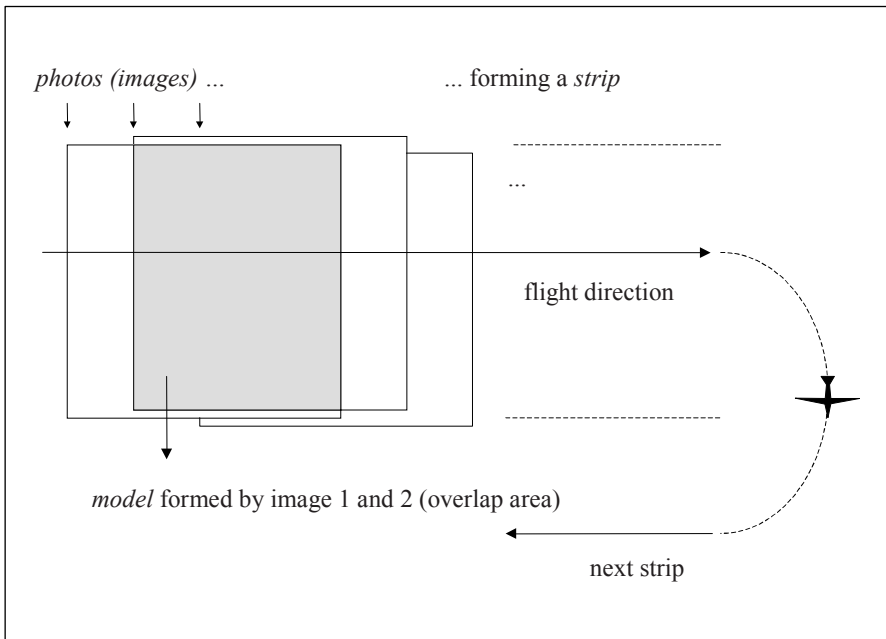 photos (images) ...
... forming a strip
...
flight direction
model formed by image 1 and 2 (overlap area)
next strip